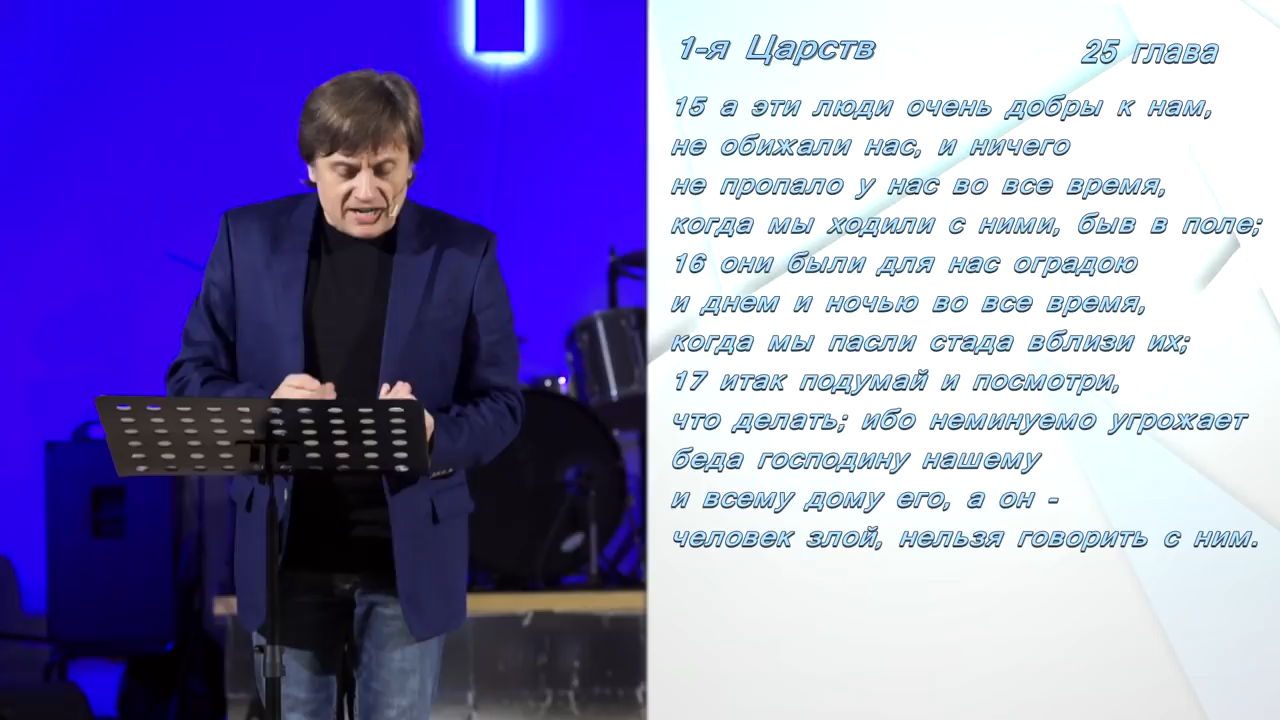 1-я Царств 25 глава
15 а эти люди очень добры к нам,
не обижали нас, и ничего
не пропало у нас во все время,
когда мы ходили с ними, быв в поле;
16 они были для нас оградою
и днем и ночью во все время,
когда мы пасли стада вблизи их;
17 итак подумай и посмотри,
что делать; ибо неминуемо угрожает
беда господину нашему
и всему дому его, а он -
человек злой, нельзя говорить с ним.